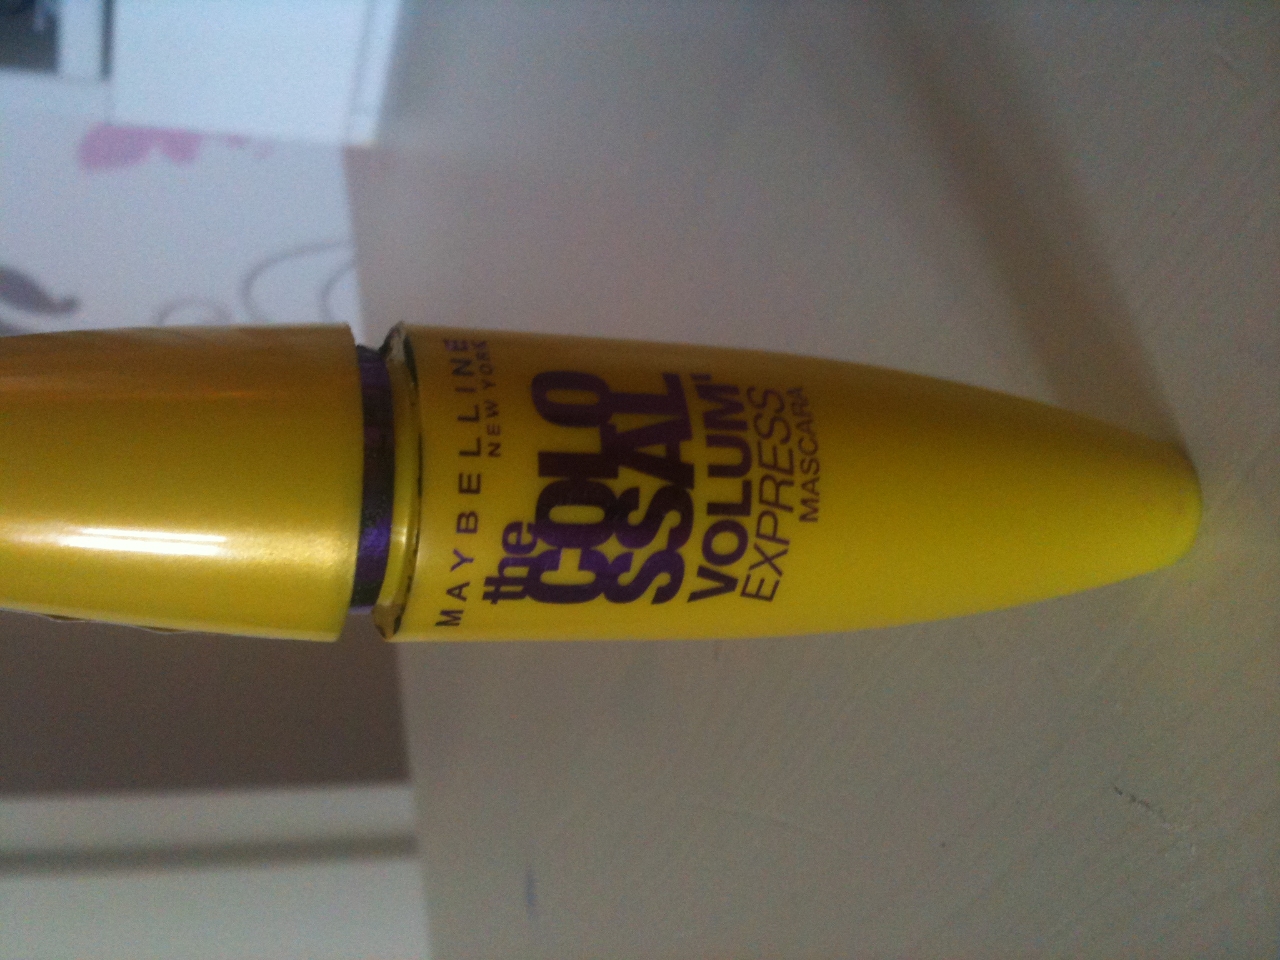 MAYBELLINE
NEW YORK
the
COLO
SSAL
VOLUM'
EXPRESS
MASCARA